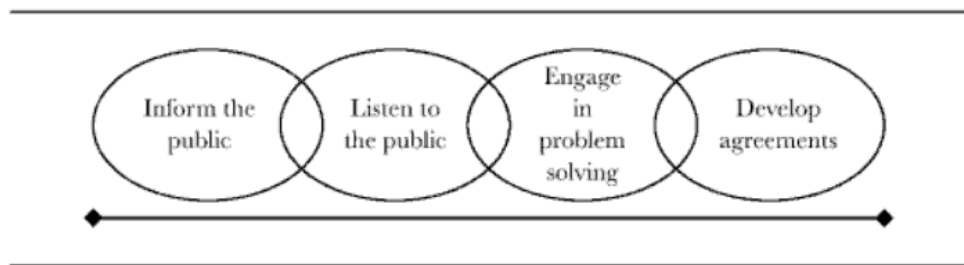 Inform the
public
Listen to
the public
Engage
in
problem
solving
Develop
agreements